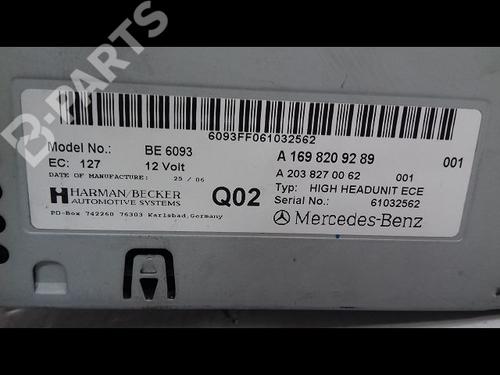 B-PARTS
6093FF061032562
Model No.: BE 6093
A 169 820 92 89 001
EC: 127 12 Volt
A 203 827 00 62 001
DATE OF MANUFACTURE: 25 / 06
Typ: HIGH HEADUNIT ECE
HARMAN/BECKER
AUTOMOTIVE SYSTEMS
Q02
Serial No.: 61032562
PO-Box 742260 76303 Karlsbad,Germany
Mercedes-Benz
A